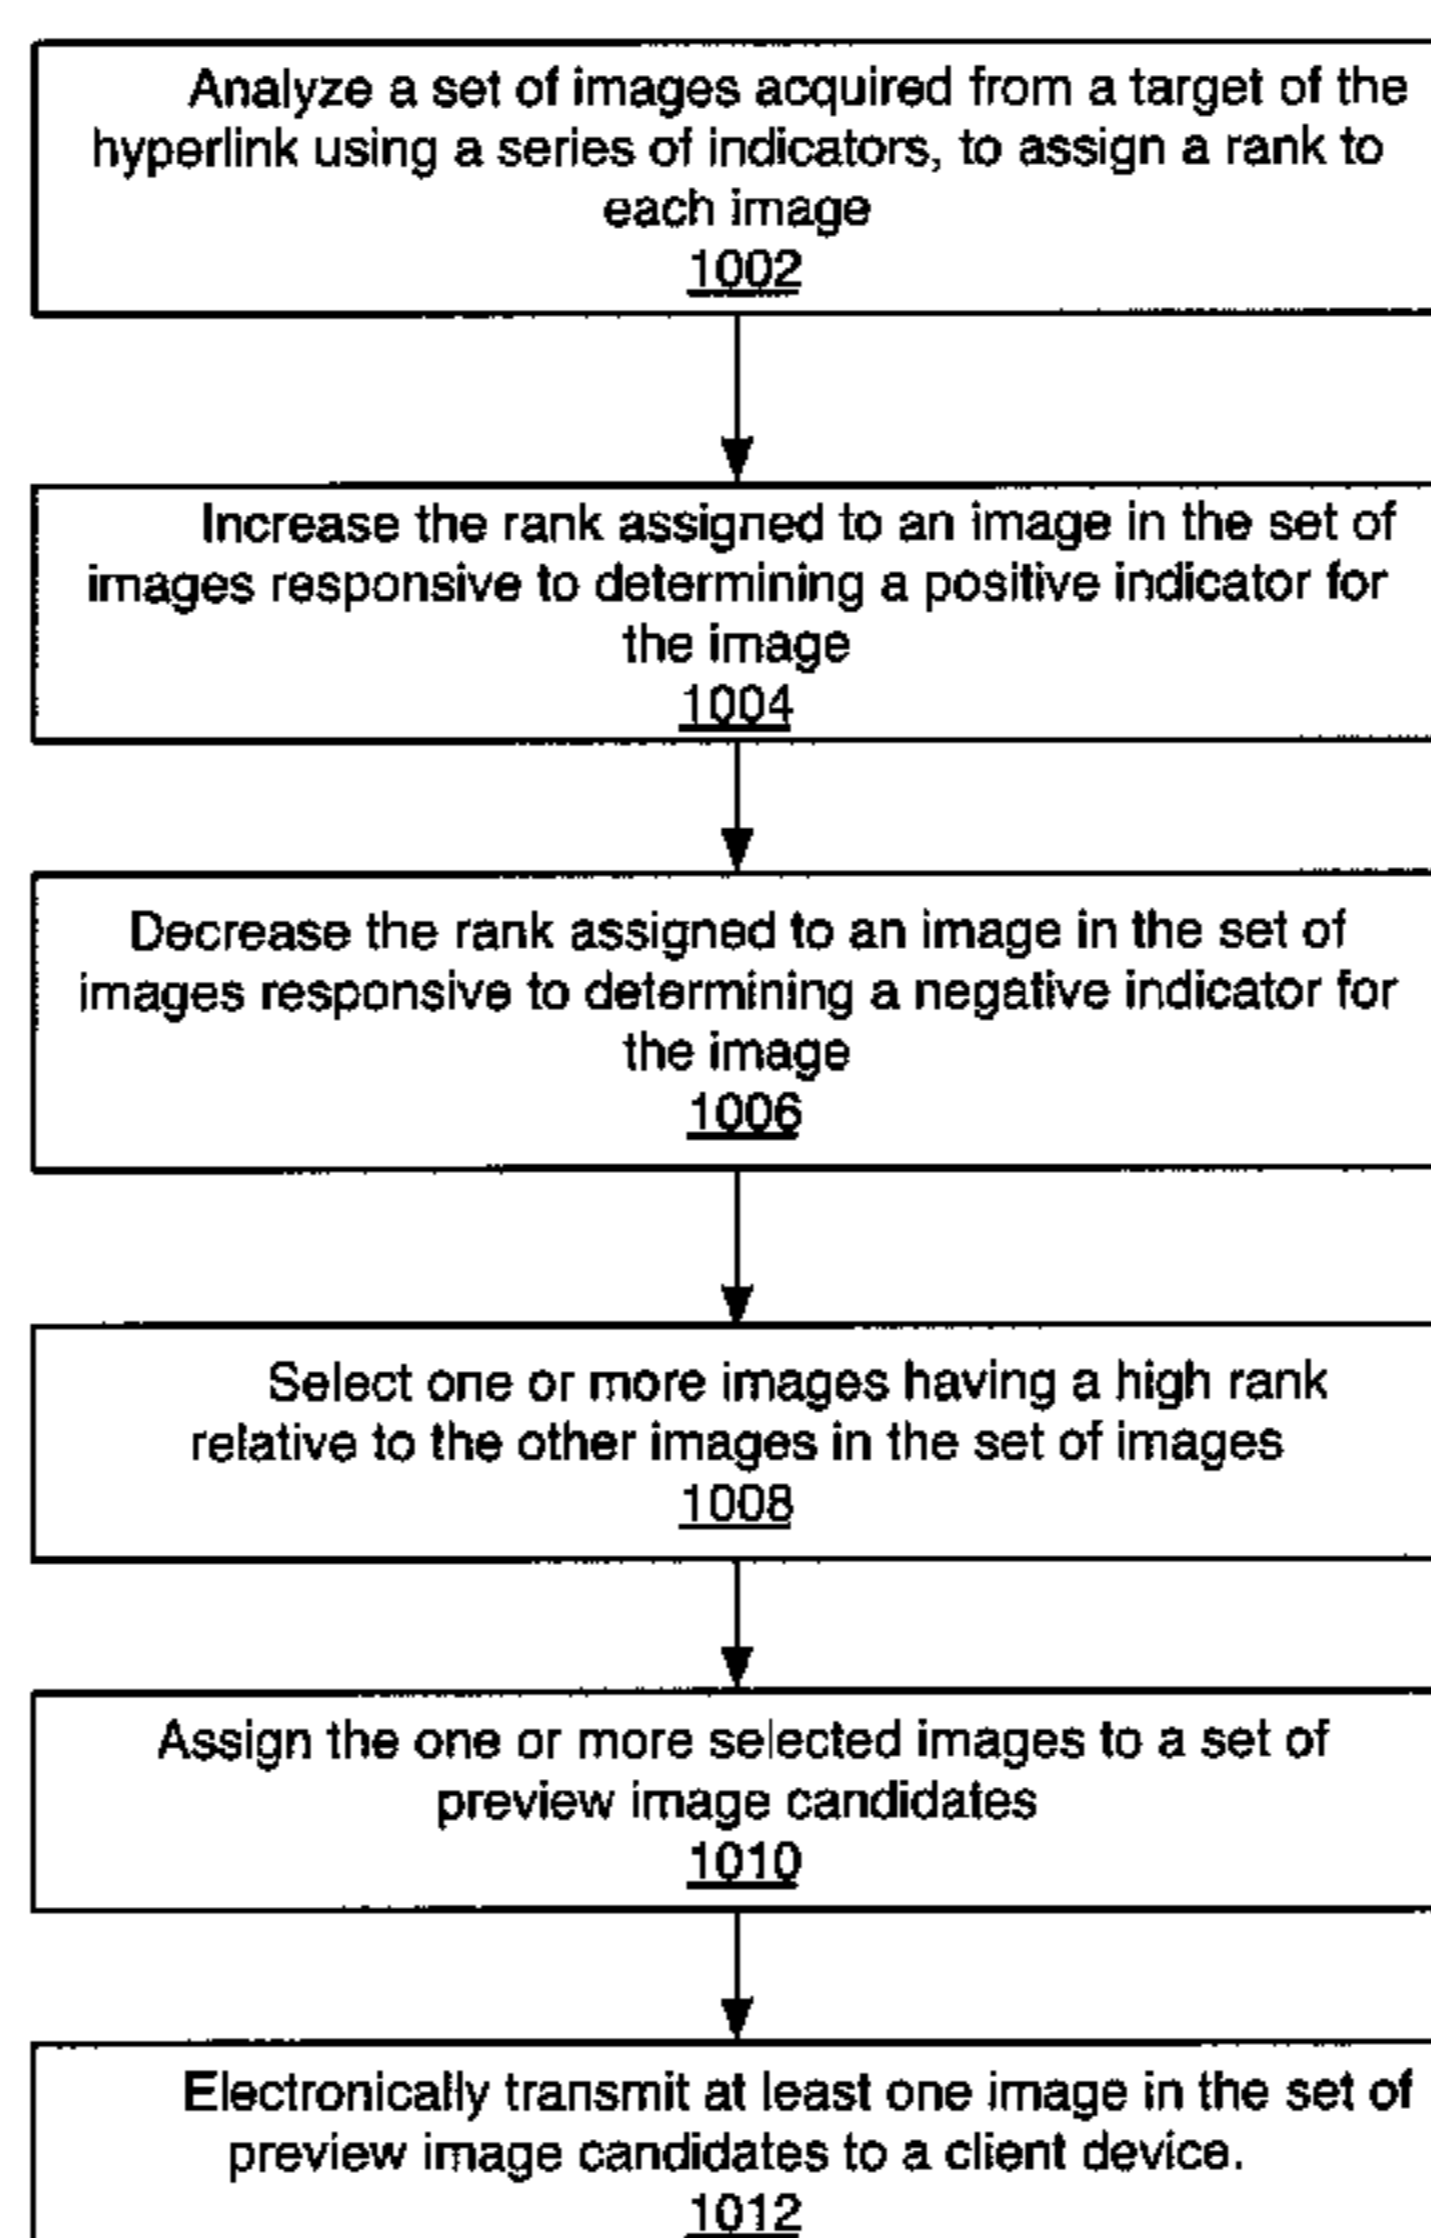 Analyze a set of images acquired from a target of the
hyperlink using a series of indicators, to assign a rank to
each image
1002
Increase the rank assigned to an image in the set of
images responsive to determining a positive indicator for
the image
1004
Decrease the rank assigned to an image in the set of
images responsive to determining a negative indicator for
the image
1006
Select one or more images having a high rank
relative to the other images in the set of images
1008
Assign the one or more selected images to a set of
preview image candidates
1010
Electronically transmit at least one image in the set of
preview image candidates to a client device.
1012